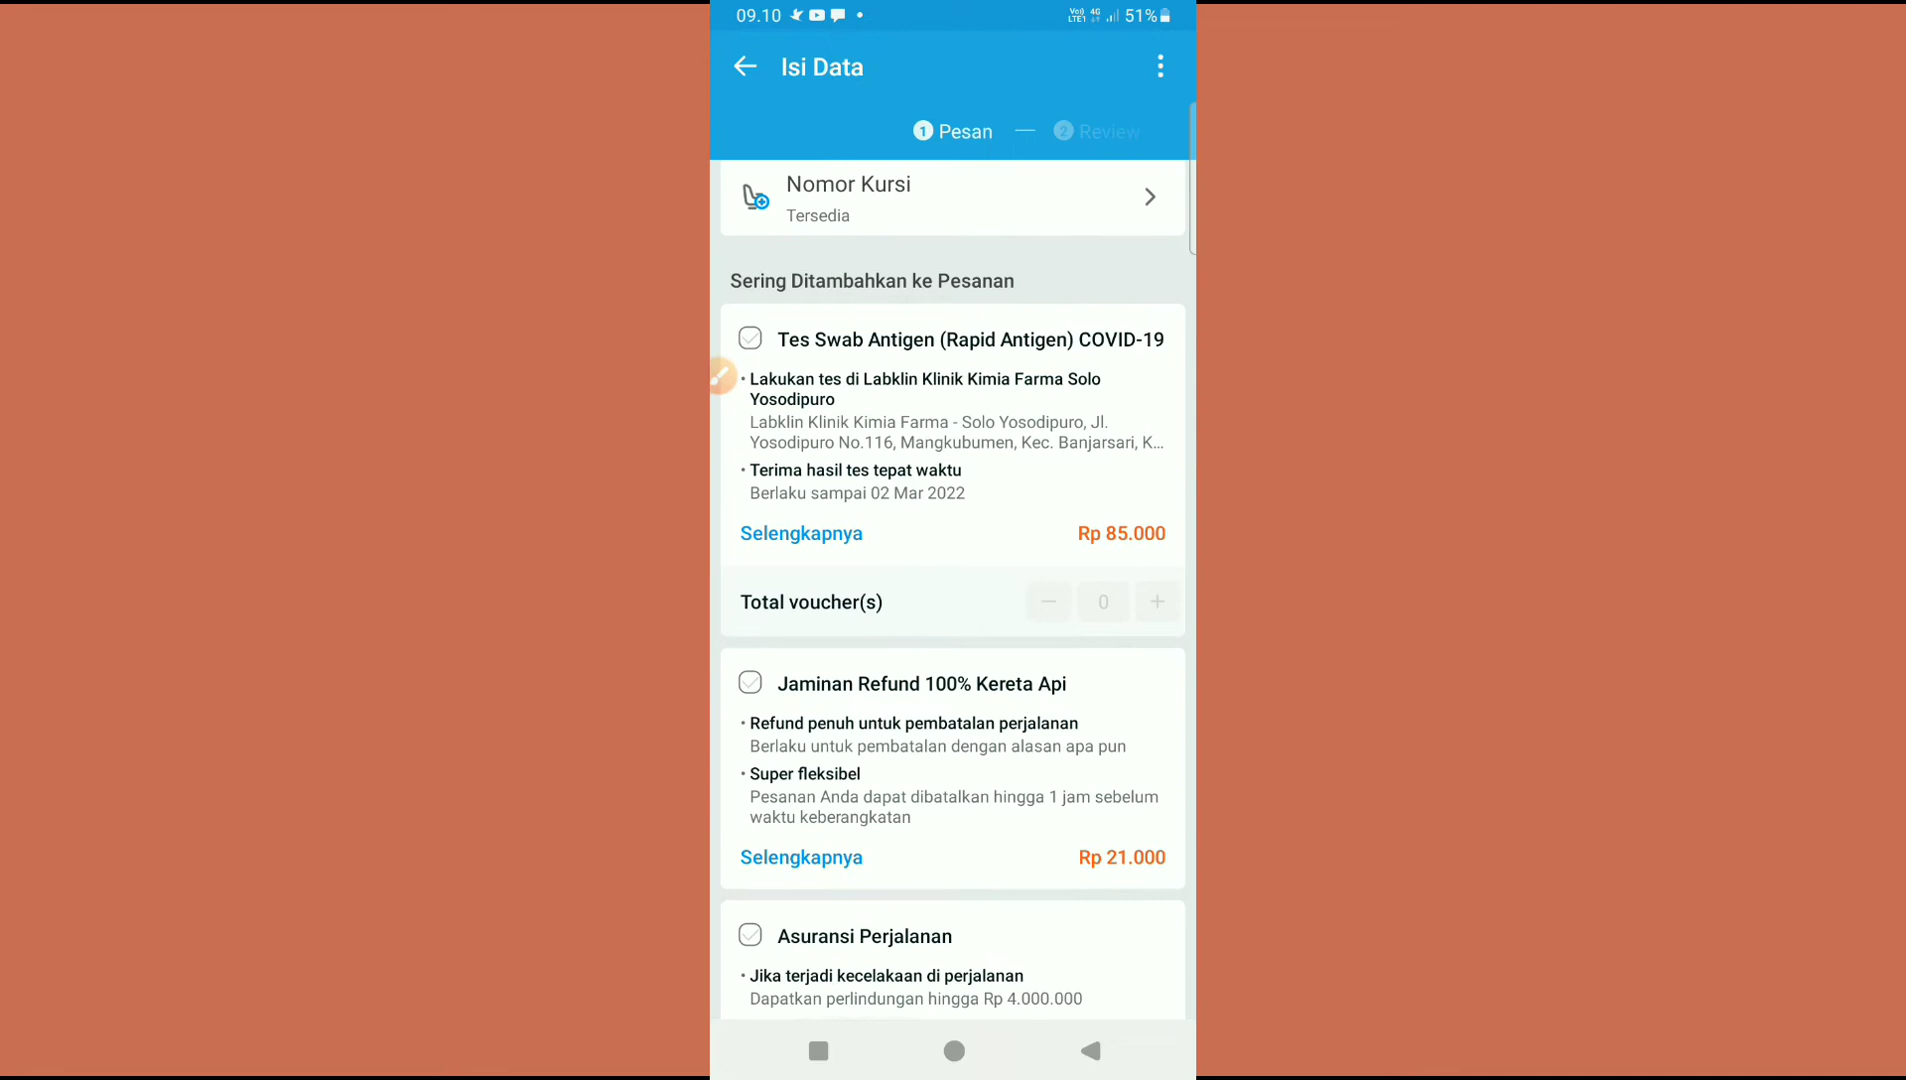 09.10
Voo) LTE1 4G 51%
Isi Data
1 Pesan — 2 Review
Nomor Kursi
Tersedia
Sering Ditambahkan ke Pesanan
Tes Swab Antigen (Rapid Antigen) COVID-19
• Lakukan tes di Labklin Klinik Kimia Farma Solo
Yosodipuro
Labklin Klinik Kimia Farma - Solo Yosodipuro, Jl.
Yosodipuro No.116, Mangkubumen, Kec. Banjarsari, K...
• Terima hasil tes tepat waktu
Berlaku sampai 02 Mar 2022
Selengkapnya Rp 85.000
Total voucher(s) − 0 +
Jaminan Refund 100% Kereta Api
• Refund penuh untuk pembatalan perjalanan
Berlaku untuk pembatalan dengan alasan apa pun
• Super fleksibel
Pesanan Anda dapat dibatalkan hingga 1 jam sebelum
waktu keberangkatan
Selengkapnya Rp 21.000
Asuransi Perjalanan
• Jika terjadi kecelakaan di perjalanan
Dapatkan perlindungan hingga Rp 4.000.000